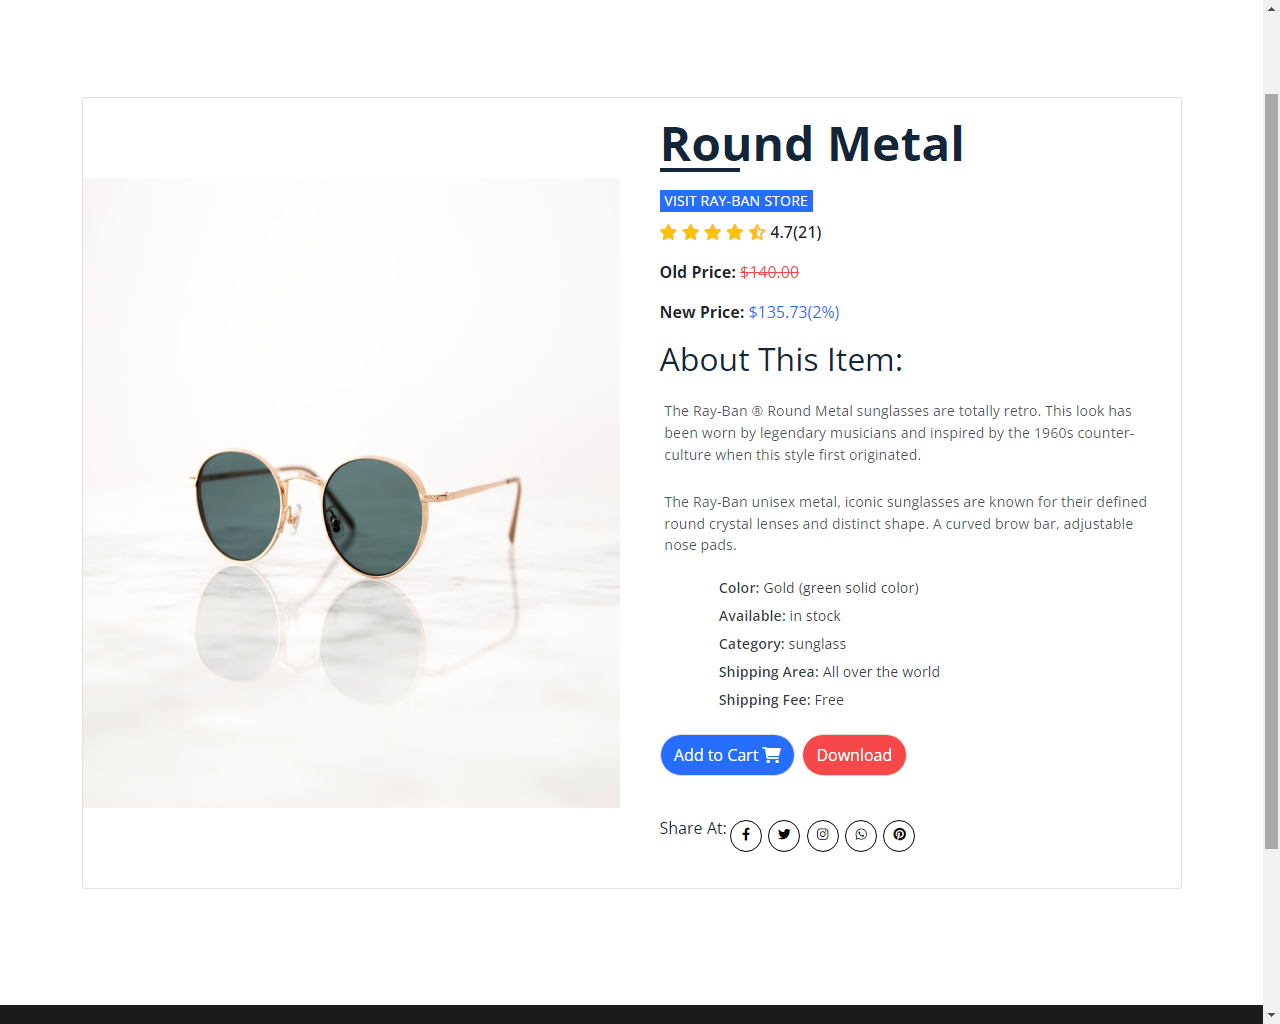 Round Metal
VISIT RAY-BAN STORE
4.7(21)
Old Price: $140.00
New Price: $135.73(2%)
About This Item:
The Ray-Ban ® Round Metal sunglasses are totally retro. This look has
been worn by legendary musicians and inspired by the 1960s counter-
culture when this style first originated.
The Ray-Ban unisex metal, iconic sunglasses are known for their defined
round crystal lenses and distinct shape. A curved brow bar, adjustable
nose pads.
Color: Gold (green solid color)
Available: in stock
Category: sunglass
Shipping Area: All over the world
Shipping Fee: Free
Add to Cart
Download
Share At: